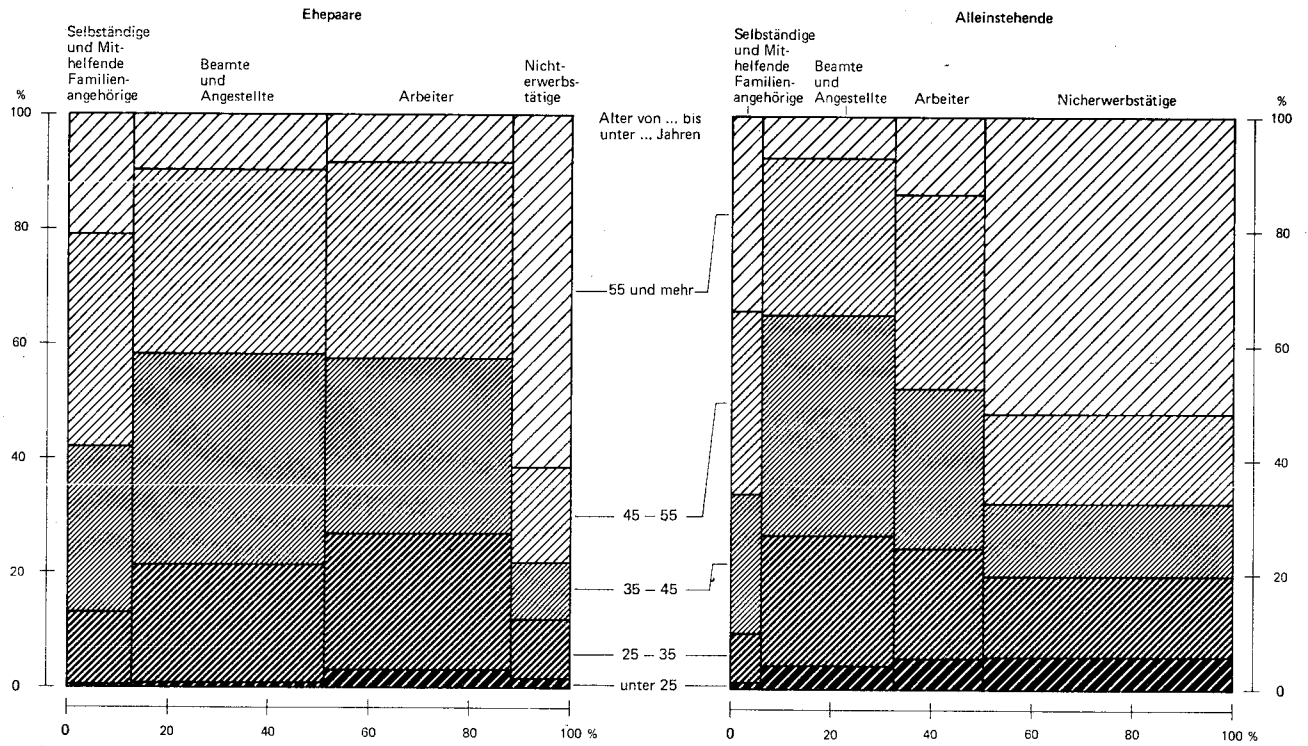 Ehepaare
Selbständige
und Mit-
helfende
Familien-
angehörige
Beamte
und
Angestellte
Arbeiter
Nicht-
erwerbs-
tätige
%
100
80
60
40
20
0
0
20
40
60
80
100 %
Alter von ... bis
unter ... Jahren
55 und mehr
45 – 55
35 – 45
25 – 35
unter 25
Alleinstehende
Selbständige
und Mit-
helfende
Familien-
angehörige
Beamte
und
Angestellte
Arbeiter
Nicherwerbstätige
%
100
80
60
40
20
0
0
20
40
60
80
100 %